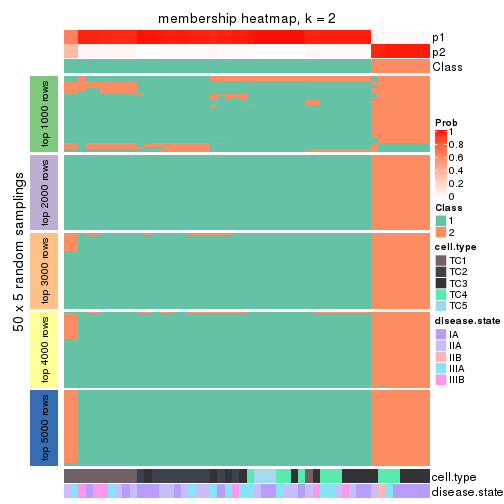 membership heatmap, k = 2
p1
p2
Class
50 x 5 random samplings
top 1000 rows
top 2000 rows
top 3000 rows
top 4000 rows
top 5000 rows
cell.type
disease.state
Prob
1
0.8
0.6
0.4
0.2
0
Class
1
2
cell.type
TC1
TC2
TC3
TC4
TC5
disease.state
IA
IIA
IIB
IIIA
IIIB